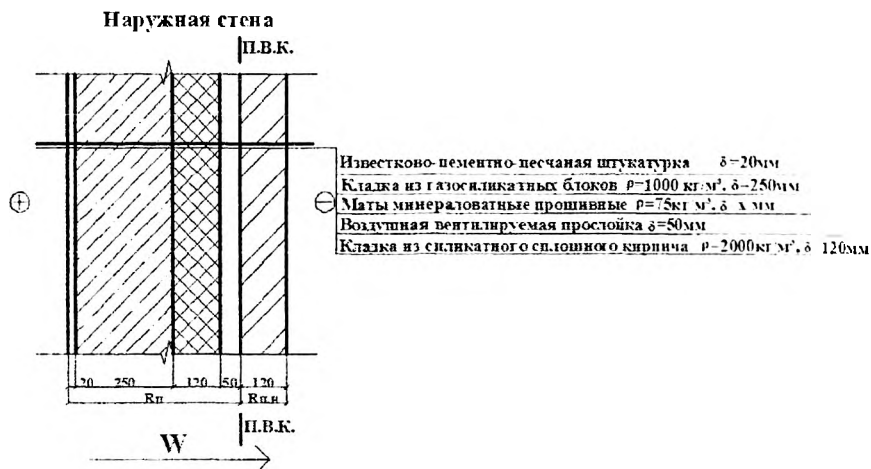 Наружная стена
П.В.К.
Известково-цементно-песчаная штукатурка δ=20мм
Кладка из газосиликатных блоков ρ=1000 кг/м³, δ=250мм
Маты минераловатные прошивные ρ=75кг/м³, δ x мм
Воздушная вентилируемая прослойка δ=50мм
Кладка из силикатного сплошного кирпича ρ=2000кг/м³, δ 120мм
20 250 120 50 120
Rп Rп.н
П.В.К.
W